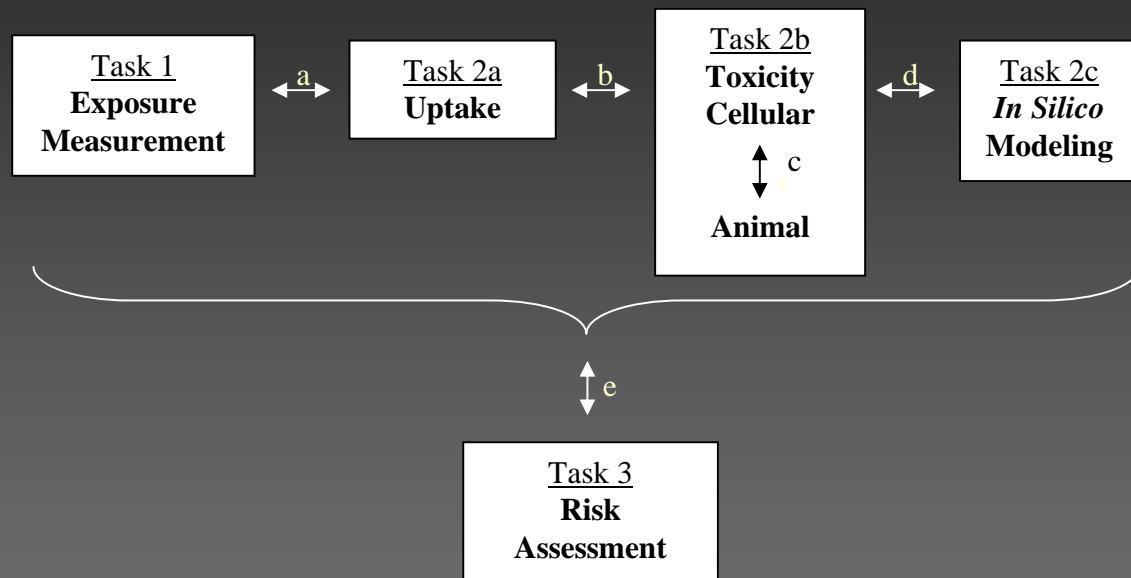 Task 1
Exposure
Measurement
a
Task 2a
Uptake
b
Task 2b
Toxicity
Cellular
c
Animal
d
Task 2c
In Silico
Modeling
e
Task 3
Risk
Assessment